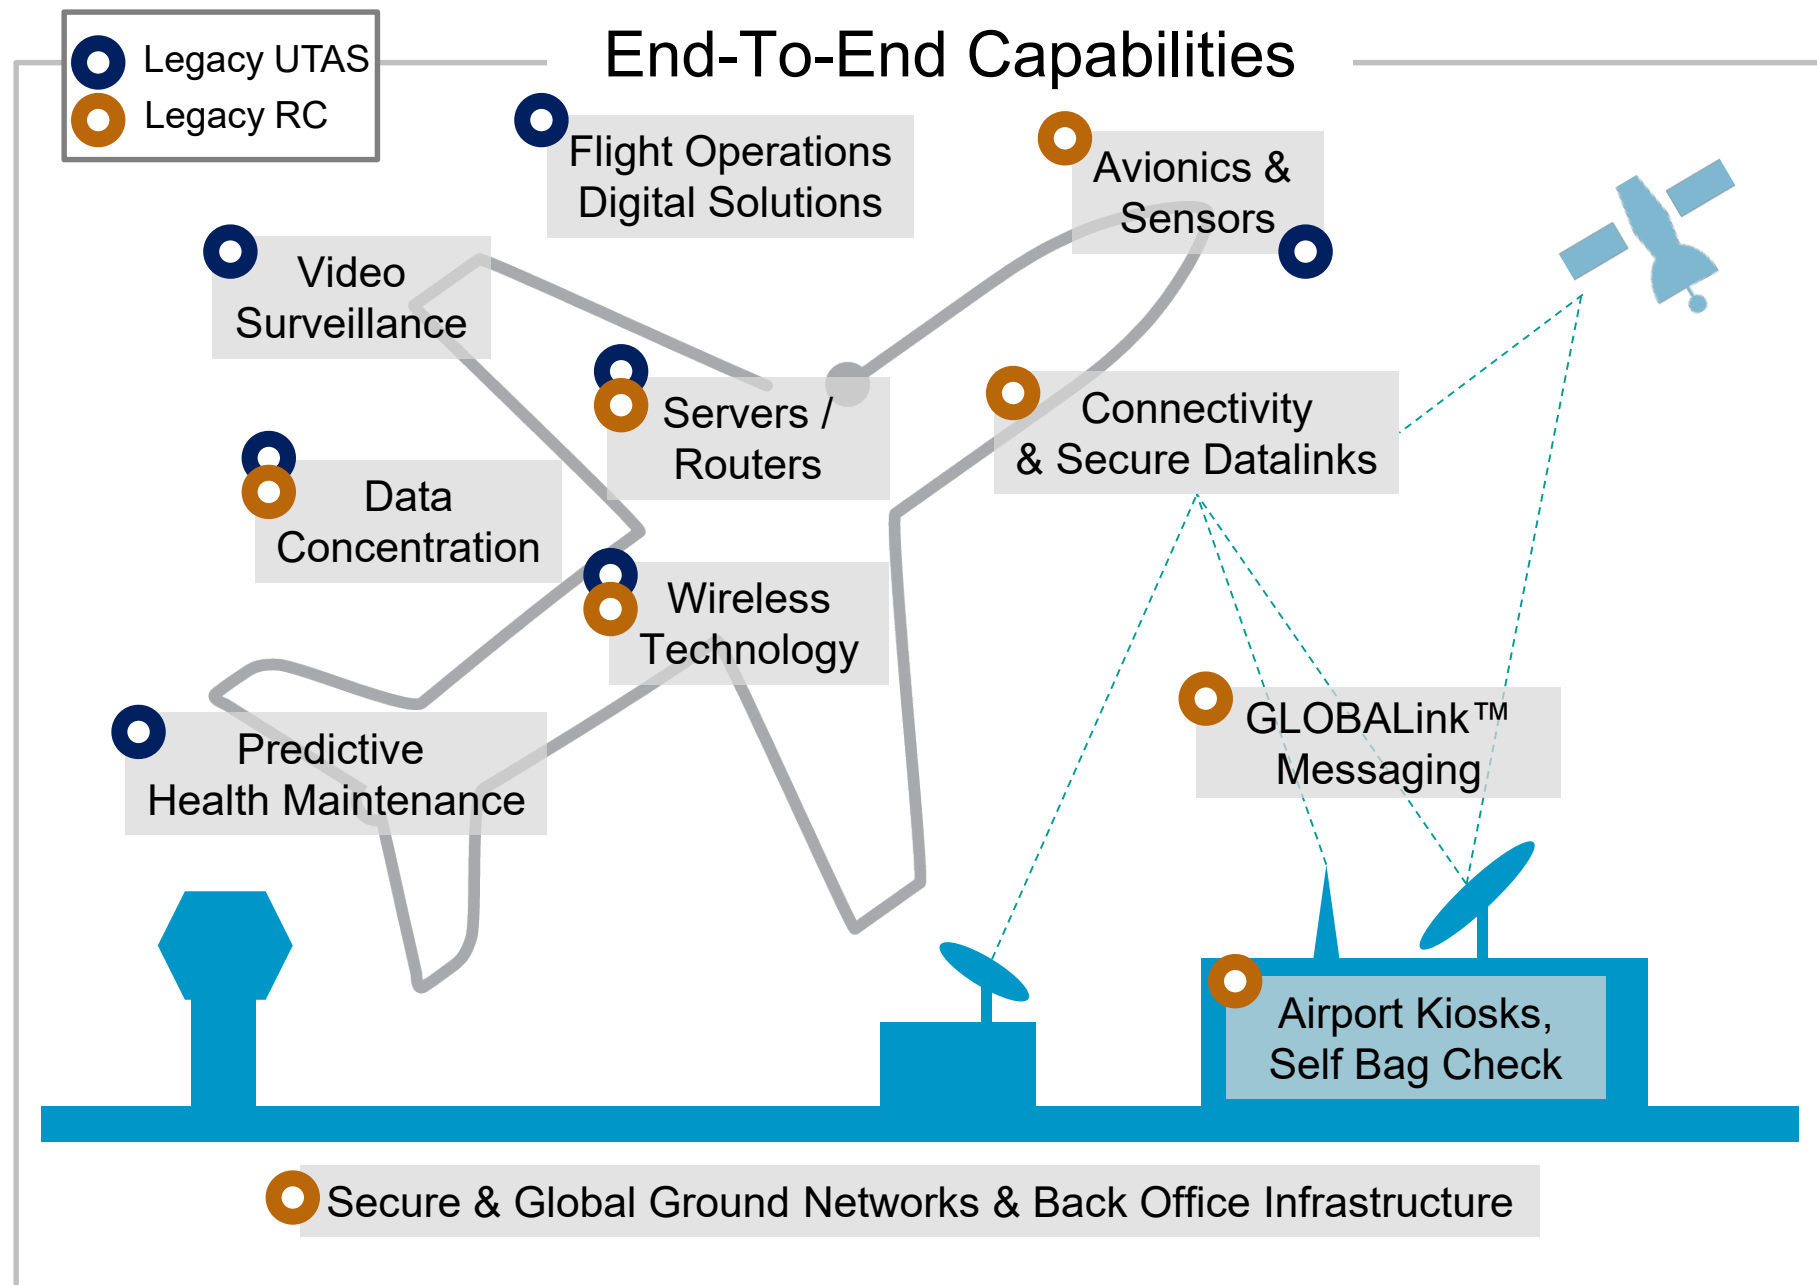 End-To-End Capabilities
Legacy UTAS
Legacy RC
Flight Operations
Digital Solutions
Avionics &
Sensors
Video
Surveillance
Servers /
Routers
Connectivity
& Secure Datalinks
Data
Concentration
Wireless
Technology
GLOBALink™
Messaging
Predictive
Health Maintenance
Airport Kiosks,
Self Bag Check
Secure & Global Ground Networks & Back Office Infrastructure